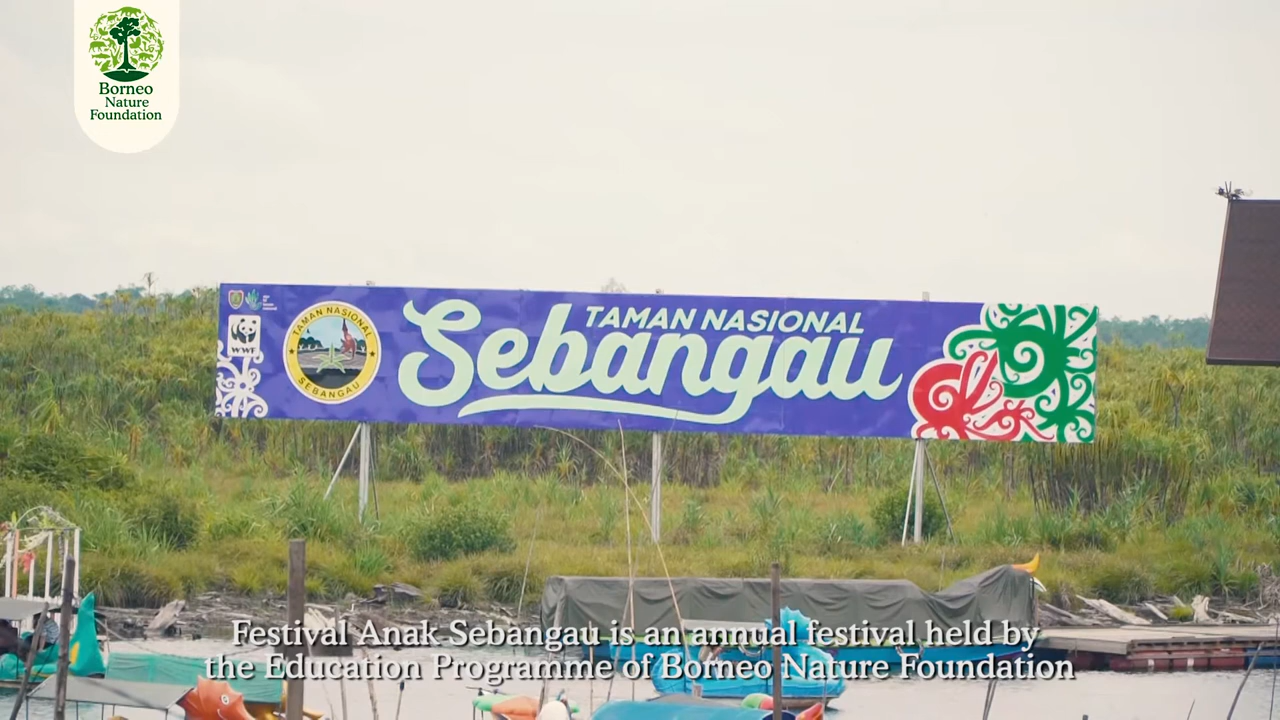 Borneo
Nature
Foundation
WWF
TAMAN NASIONAL
SEBANGAU
TAMAN NASIONAL
Sebangau
Festival Anak Sebangau is an annual festival held by
the Education Programme of Borneo Nature Foundation